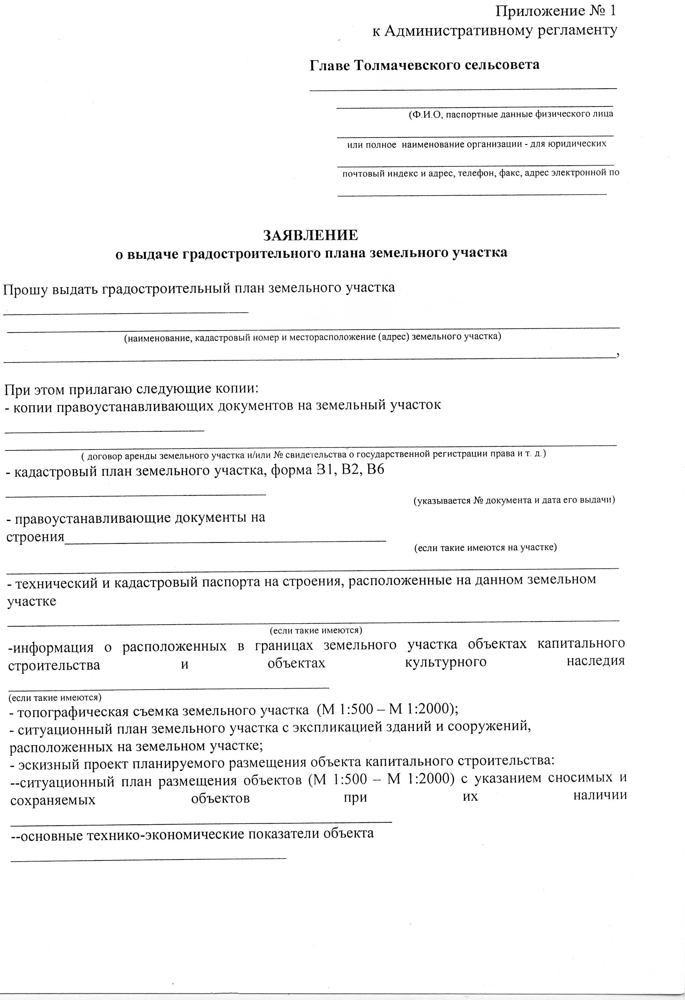 Приложение № 1
к Административному регламенту
Главе Толмачевского сельсовета
(Ф.И.О, паспортные данные физического лица
или полное наименование организации - для юридических
почтовый индекс и адрес, телефон, факс, адрес электронной по
ЗАЯВЛЕНИЕ
о выдаче градостроительного плана земельного участка
Прошу выдать градостроительный план земельного участка
(наименование, кадастровый номер и месторасположение (адрес) земельного участка)
,
При этом прилагаю следующие копии:
- копии правоустанавливающих документов на земельный участок
( договор аренды земельного участка и/или № свидетельства о государственной регистрации права и т. д.)
- кадастровый план земельного участка, форма В1, В2, В6
(указывается № документа и дата его выдачи)
- правоустанавливающие документы на
строения
(если такие имеются на участке)
- технический и кадастровый паспорта на строения, расположенные на данном земельном
участке
(если такие имеются)
-информация о расположенных в границах земельного участка объектах капитального
строительства и объектах культурного наследия
(если такие имеются)
- топографическая съемка земельного участка (М 1:500 – М 1:2000);
- ситуационный план земельного участка с экспликацией зданий и сооружений,
расположенных на земельном участке;
- эскизный проект планируемого размещения объекта капитального строительства:
--ситуационный план размещения объектов (М 1:500 – М 1:2000) с указанием сносимых и
сохраняемых объектов при их наличии
--основные технико-экономические показатели объекта